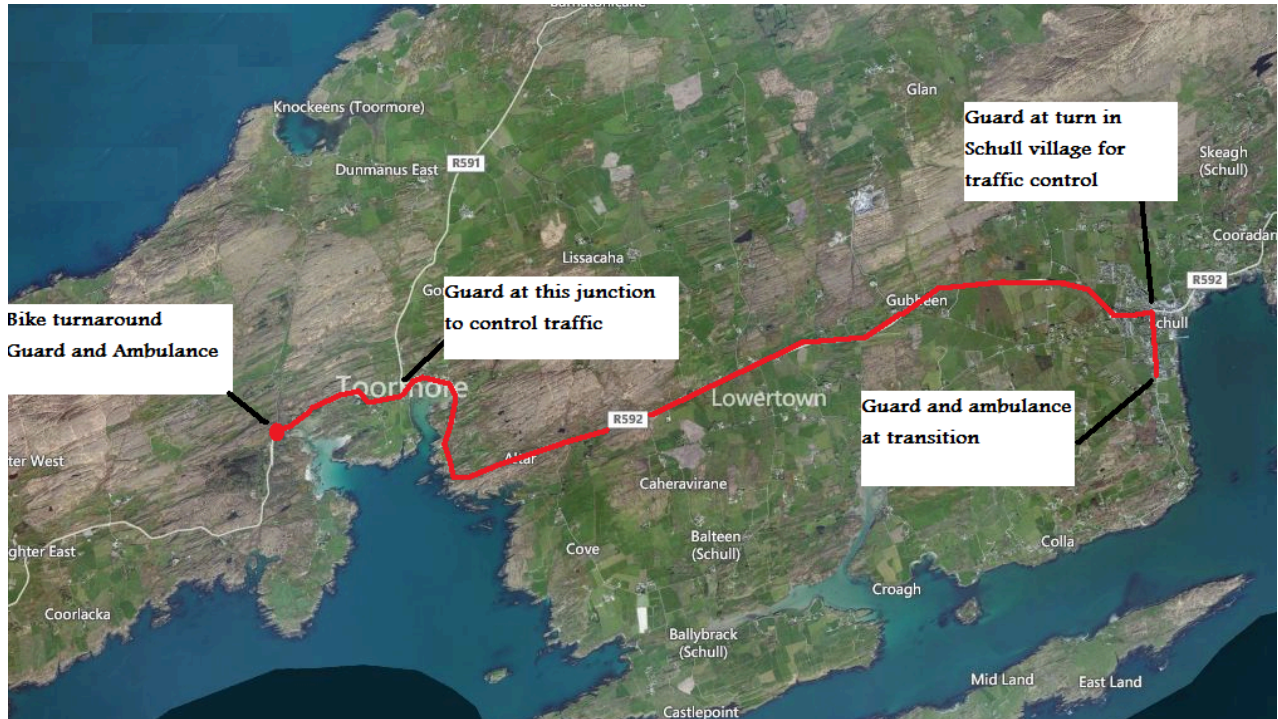 Knockeens (Toormore)
Glan
Guard at turn in
Schull village for
traffic control
Skeagh
(Schull)
R591
Dunmanus East
Cooradarr
Lissacaha
R592
Guard at this junction
to control traffic
Gubbeen
Schull
Bike turnaround
Guard and Ambulance
Toormore
Lowertown
Guard and ambulance
at transition
R592
Altar
ter West
Caheravirane
Balteen
(Schull)
Colla
Cove
ghter East
Croagh
Coorlacka
Ballybrack
(Schull)
Mid Land
East Land
Castlepoint